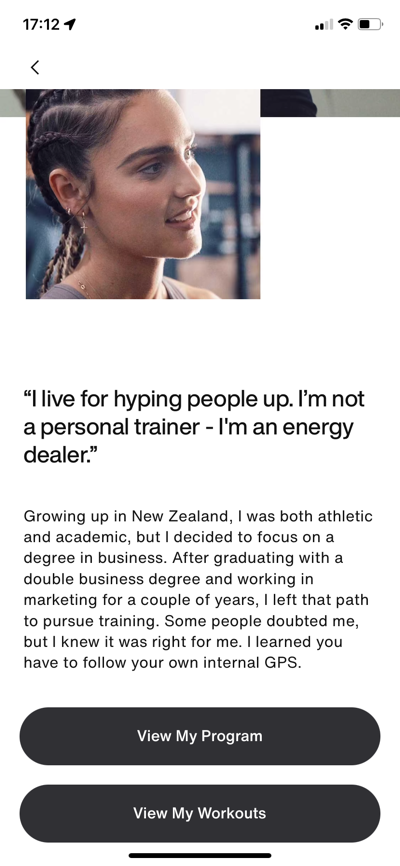 17:12
“I live for hyping people up. I’m not
a personal trainer - I'm an energy
dealer.”
Growing up in New Zealand, I was both athletic
and academic, but I decided to focus on a
degree in business. After graduating with a
double business degree and working in
marketing for a couple of years, I left that path
to pursue training. Some people doubted me,
but I knew it was right for me. I learned you
have to follow your own internal GPS.
View My Program
View My Workouts